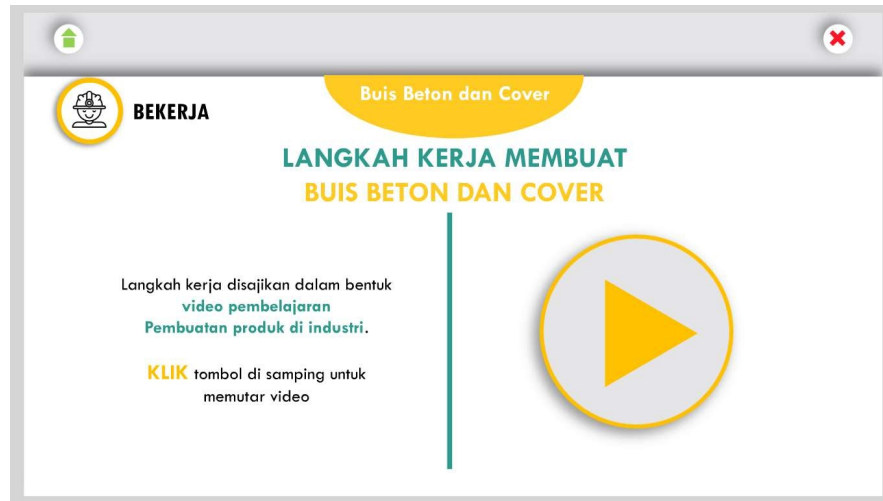 Buis Beton dan Cover
BEKERJA
LANGKAH KERJA MEMBUAT
BUIS BETON DAN COVER
Langkah kerja disajikan dalam bentuk
video pembelajaran
Pembuatan produk di industri.
KLIK tombol di samping untuk
memutar video